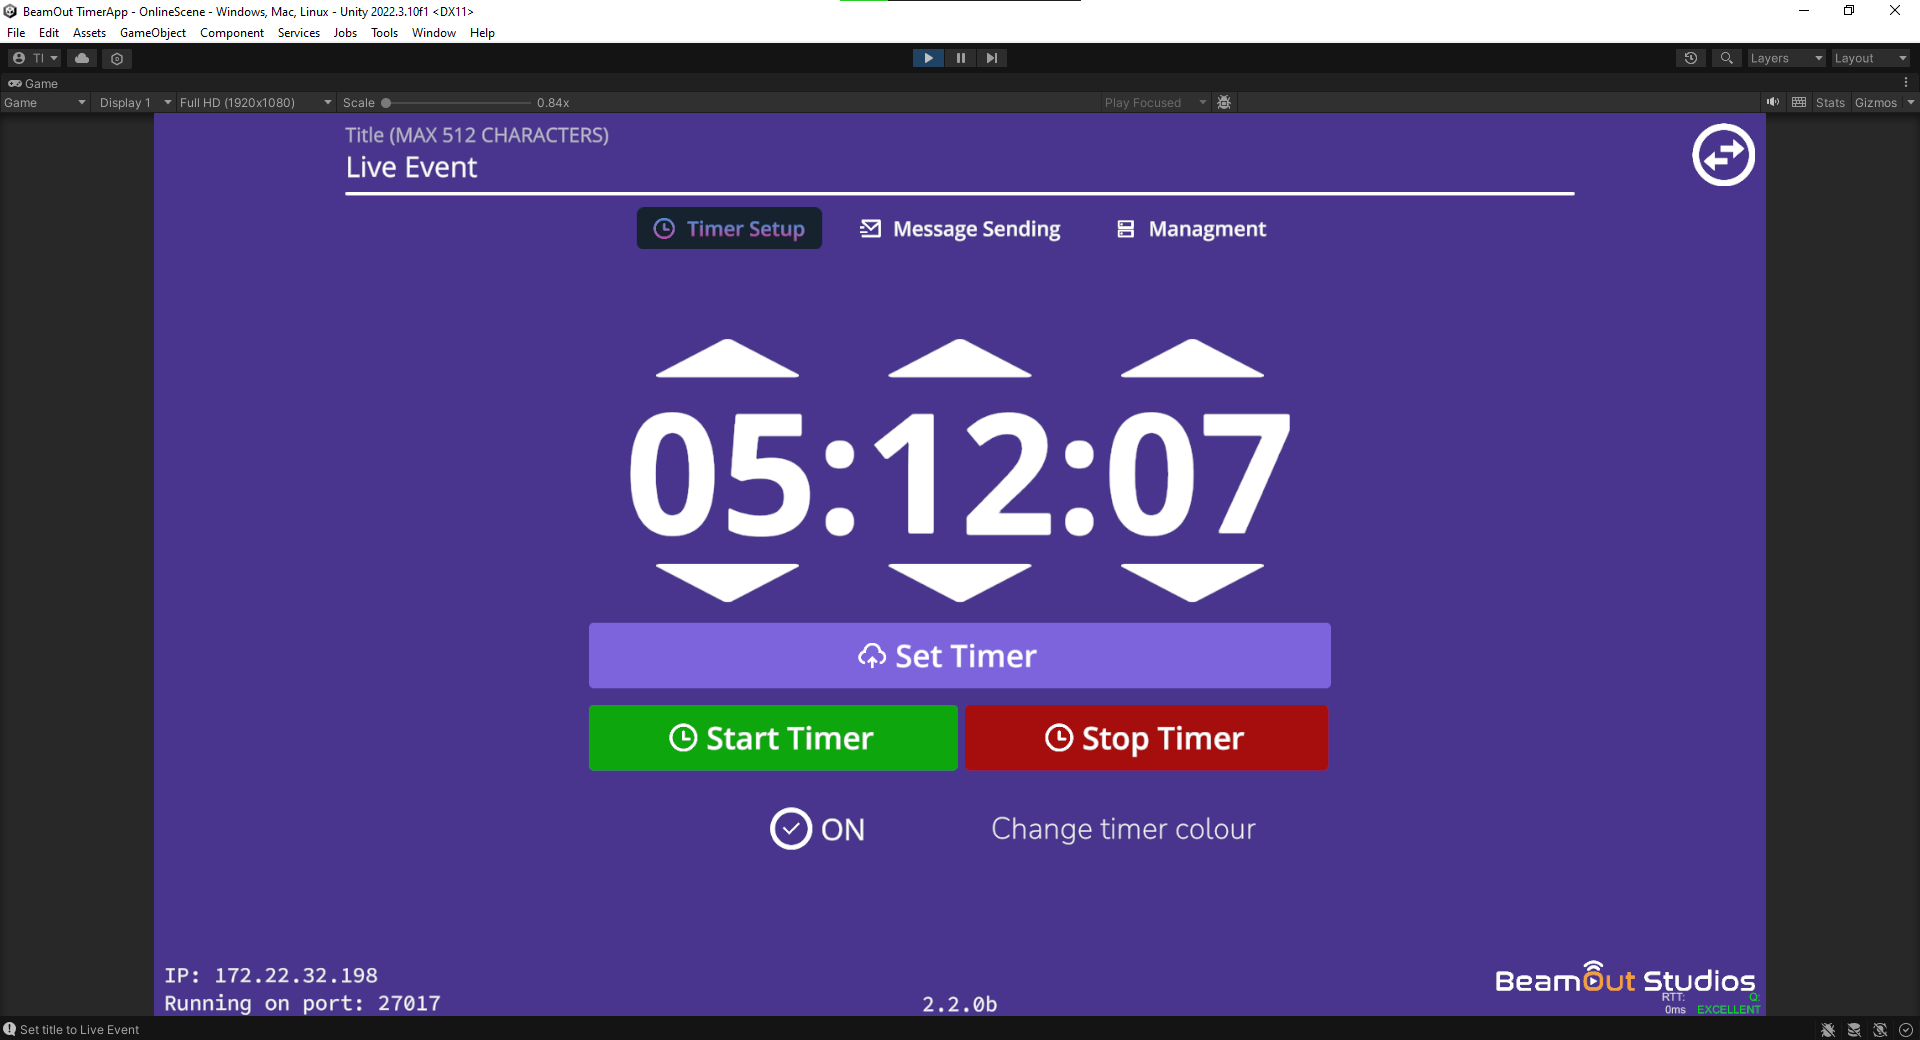 BeamOut TimerApp - OnlineScene - Windows, Mac, Linux - Unity 2022.3.10f1 <DX11>
File Edit Assets GameObject Component Services Jobs Tools Window Help
TI Layers Layout
Game
Game Display 1 Full HD (1920x1080) Scale 0.84x Play Focused Stats Gizmos
Title (MAX 512 CHARACTERS)
Live Event
Timer Setup Message Sending Managment
05:12:07
Set Timer
Start Timer Stop Timer
ON Change timer colour
IP: 172.22.32.198
Running on port: 27017
2.2.0b
BeamOut Studios
RTT: Q:
0ms EXCELLENT
Set title to Live Event